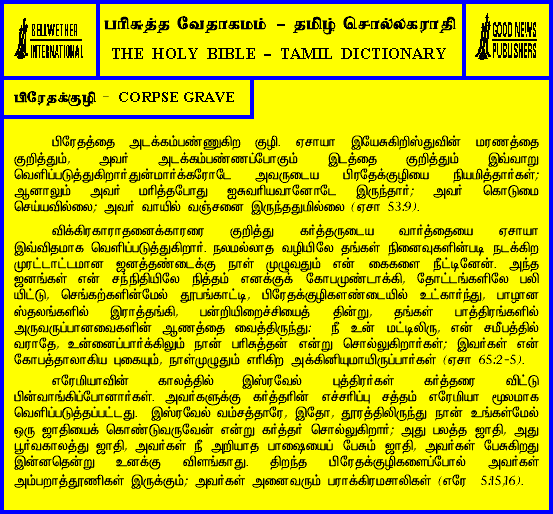 BELLWETHER
INTERNATIONAL
பரிசுத்த வேதாகமம் - தமிழ் சொல்லகராதி
THE HOLY BIBLE - TAMIL DICTIONARY
GOOD NEWS
PUBLISHERS
பிரேதக்குழி - CORPSE GRAVE
பிரேதத்தை அடக்கம்பண்ணுகிற குழி. ஏசாயா இயேசுகிறிஸ்துவின் மரணத்தை
குறித்தும், அவர் அடக்கம்பண்ணப்போகும் இடத்தை குறித்தும் இவ்வாறு
வெளிப்படுத்துகிறார்.துன்மார்க்கரோடே அவருடைய பிரதேக்குழியை நியமித்தார்கள்;
ஆனாலும் அவர் மரித்தபோது ஐசுவரியவானோடே இருந்தார்; அவர் கொடுமை
செய்யவில்லை; அவர் வாயில் வஞ்சனை இருந்ததுமில்லை (ஏசா 53:9).
விக்கிரகாராதனைக்காரரை குறித்து கர்த்தருடைய வார்த்தையை ஏசாயா
இவ்விதமாக வெளிப்படுத்துகிறார். நலமல்லாத வழியிலே தங்கள் நினைவுகளின்படி நடக்கிற
முரட்டாட்டமான ஜனத்தண்டைக்கு நாள் முழுவதும் என் கைகளை நீட்டினேன். அந்த
ஜனங்கள் என் சந்நிதியிலே நித்தம் எனக்குக் கோபமுண்டாக்கி, தோட்டங்களிலே பலி
யிட்டு, செங்கற்களின்மேல் தூபங்காட்டி, பிரேதக்குழிகளண்டையில் உட்கார்ந்து, பாழான
ஸ்தலங்களில் இராத்தங்கி, பன்றியிறைச்சியைத் தின்று, தங்கள் பாத்திரங்களில்
அருவருப்பானவைகளின் ஆணத்தை வைத்திருந்து: நீ உன் மட்டிலிரு, என் சமீபத்தில்
வராதே, உன்னைப்பார்க்கிலும் நான் பரிசுத்தன் என்று சொல்லுகிறார்கள்; இவர்கள் என்
கோபத்தாலாகிய புகையும், நாள்முழுதும் எரிகிற அக்கினியுமாயிருப்பார்கள் (ஏசா 65:2-5).
எரேமியாவின் காலத்தில் இஸ்ரவேல் புத்திரர்கள் கர்த்தரை விட்டு
பின்வாங்கிப்போனார்கள். அவர்களுக்கு கர்த்தரின் எச்சரிப்பு சத்தம் எரேமியா மூலமாக
வெளிப்படுத்தப்பட்டது. இஸ்ரவேல் வம்சத்தாரே, இதோ, தூரத்திலிருந்து நான் உங்கள்மேல்
ஒரு ஜாதியைக் கொண்டுவருவேன் என்று கர்த்தர் சொல்லுகிறார்; அது பலத்த ஜாதி, அது
பூர்வகாலத்து ஜாதி, அவர்கள் நீ அறியாத பாஷையைப் பேசும் ஜாதி, அவர்கள் பேசுகிறது
இன்னதென்று உனக்கு விளங்காது. திறந்த பிரேதக்குழிகளைப்போல் அவர்கள்
அம்பறாத்தூணிகள் இருக்கும்; அவர்கள் அனைவரும் பராக்கிரமசாலிகள் (எரே 5:15,16).